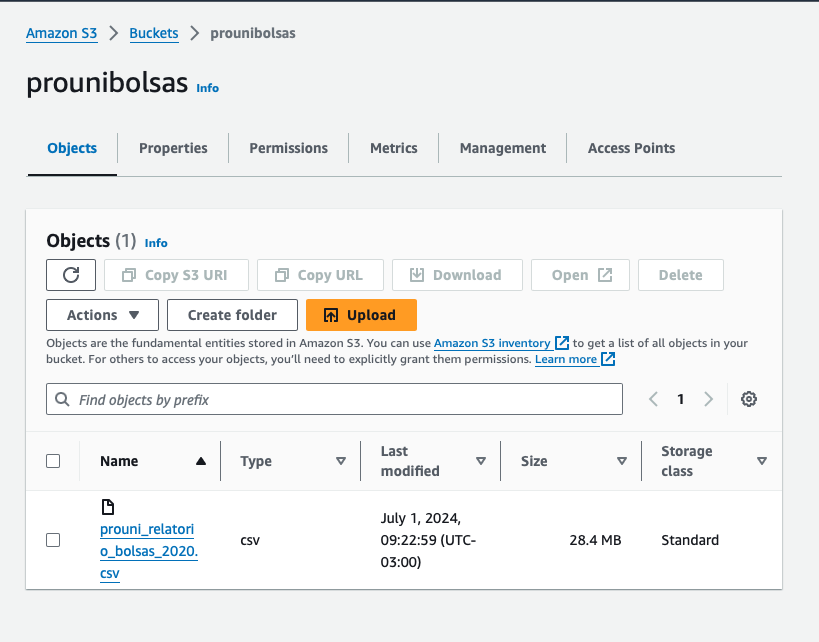 Amazon S3 > Buckets > prounibolsas
prounibolsas Info
Objects Properties Permissions Metrics Management Access Points
Objects (1) Info
Copy S3 URI Copy URL Download Open Delete
Actions Create folder Upload
Objects are the fundamental entities stored in Amazon S3. You can use Amazon S3 inventory to get a list of all objects in your
bucket. For others to access your objects, you'll need to explicitly grant them permissions. Learn more
Find objects by prefix 1
Name Type Last Size Storage
modified class
prouni_relatori
o_bolsas_2020.
csv
csv
July 1, 2024,
09:22:59 (UTC-
03:00)
28.4 MB
Standard